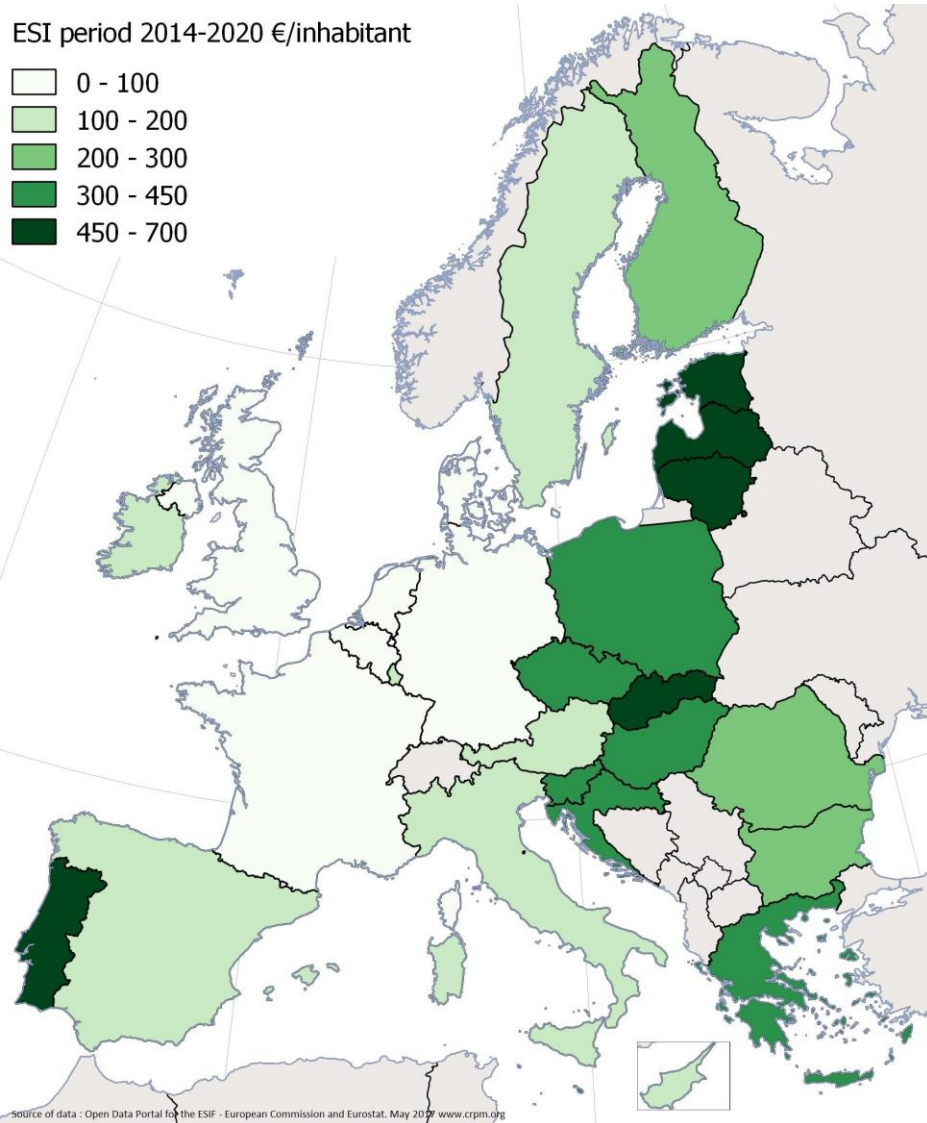 ESI period 2014-2020 €/inhabitant
0 - 100
100 - 200
200 - 300
300 - 450
450 - 700
Source of data : Open Data Portal for the ESIF - European Commission and Eurostat. May 2017 www.crpm.org